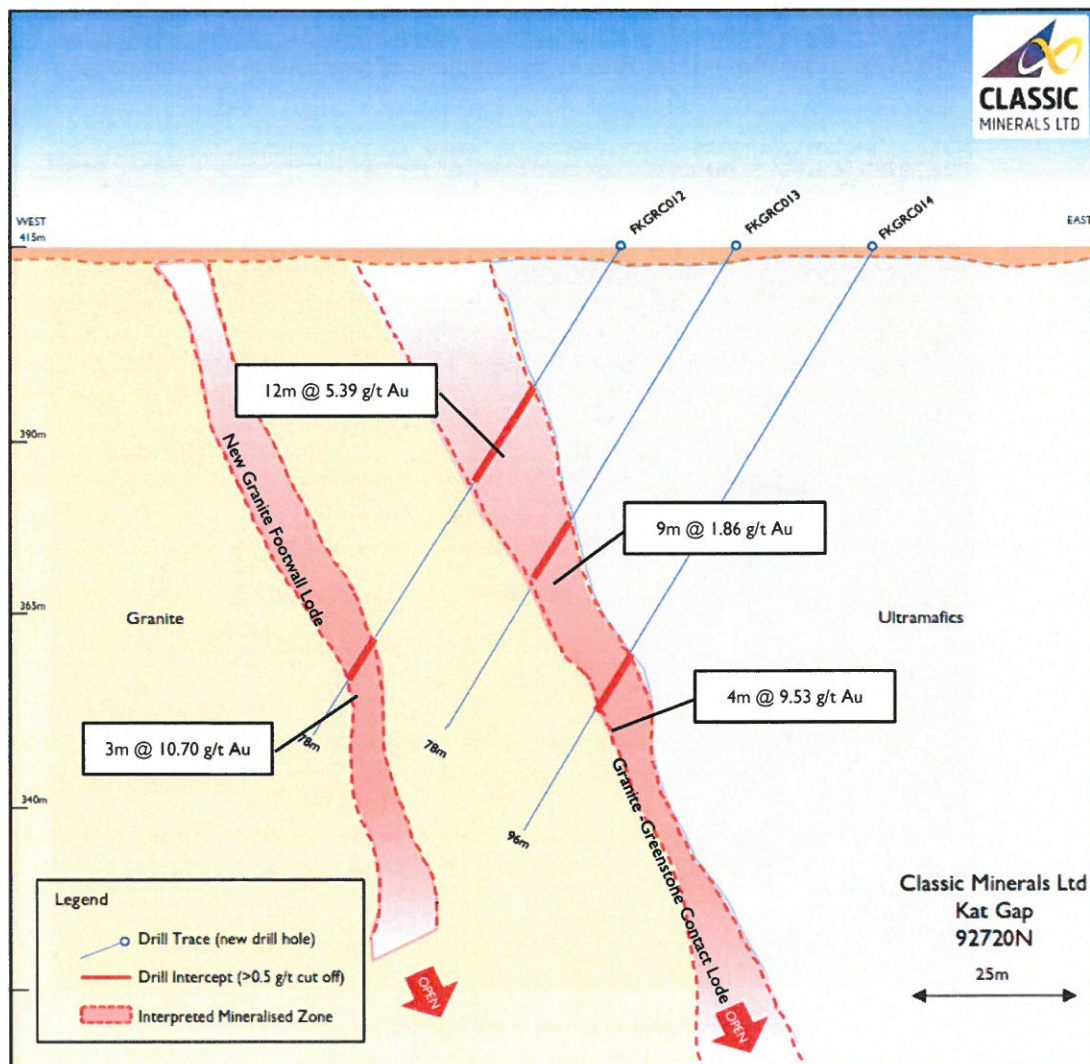 CLASSIC
MINERALS LTD
WEST
415m
FKGRC012
FKGRC013
FKGRC014
EAST
12m @ 5.39 g/t Au
390m
New Granite Footwall Lode
9m @ 1.86 g/t Au
365m
Granite
Ultramafics
4m @ 9.53 g/t Au
3m @ 10.70 g/t Au
78m
78m
340m
96m
Granite -Greenstone Contact Lode
Legend
Drill Trace (new drill hole)
Drill Intercept (>0.5 g/t cut off)
Interpreted Mineralised Zone
OPEN
OPEN
Classic Minerals Ltd
Kat Gap
92720N
25m